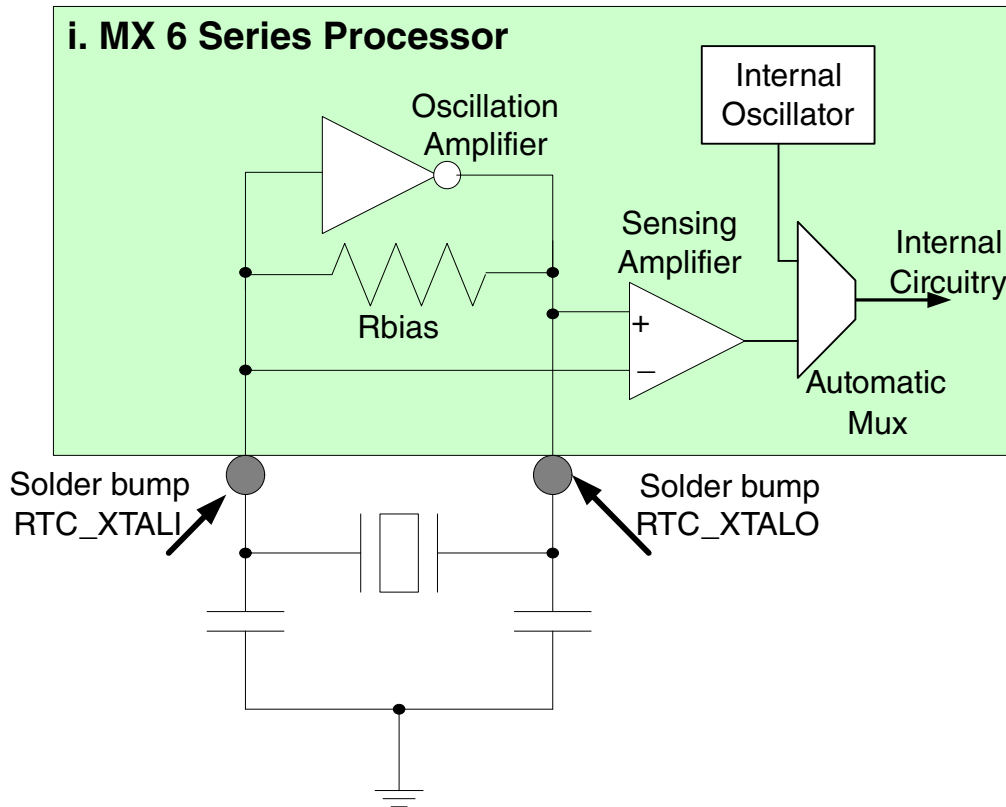 i. MX 6 Series Processor
Oscillation
Amplifier
Internal
Oscillator
Sensing
Amplifier
Internal
Circuitry
Rbias
+
–
Automatic
Mux
Solder bump
RTC_XTALI
Solder bump
RTC_XTALO